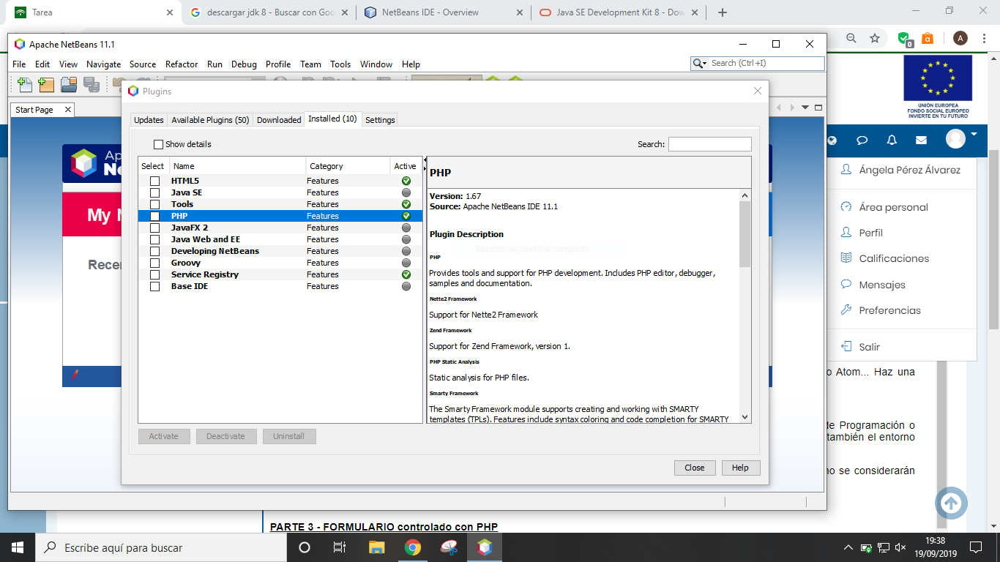 Tarea
descargar jdk 8 - Buscar con Goo
NetBeans IDE - Overview
Java SE Development Kit 8 - Dow
Apache NetBeans 11.1
0
A
File Edit View Navigate Source Refactor Run Debug Profile Team Tools Window Help
Search (Ctrl+I)
Plugins
Start Page
Updates Available Plugins (50) Downloaded Installed (10) Settings
Show details
Search:
Select Name Category Active
HTML5 Features
Java SE Features
Tools Features
PHP Features
JavaFX 2 Features
Java Web and EE Features
Developing NetBeans Features
Groovy Features
Service Registry Features
Base IDE Features
PHP
Version: 1.67
Source: Apache NetBeans IDE 11.1
Plugin Description
Recorte de pantalla completa
PHP
Provides tools and support for PHP development. Includes PHP editor, debugger,
samples and documentation.
Nette2 Framework
Support for Nette2 Framework
Zend Framework
Support for Zend Framework, version 1.
PHP Static Analysis
Static analysis for PHP files.
Smarty Framework
The Smarty Framework module supports creating and working with SMARTY
templates (TPLs). Features include syntax coloring and code completion for SMARTY
Activate Deactivate Uninstall
Close Help
Ap
Ne
My N
Recen
UNIÓN EUROPEA
FONDO SOCIAL EUROPEO
INVIERTE EN TU FUTURO
Ángela Pérez Álvarez
Área personal
Perfil
Calificaciones
Mensajes
Preferencias
Salir
o Atom... Haz una
de Programación o
también el entorno
no se considerarán
PARTE 3 - FORMULARIO controlado con PHP
Escribe aquí para buscar
19:38
19/09/2019